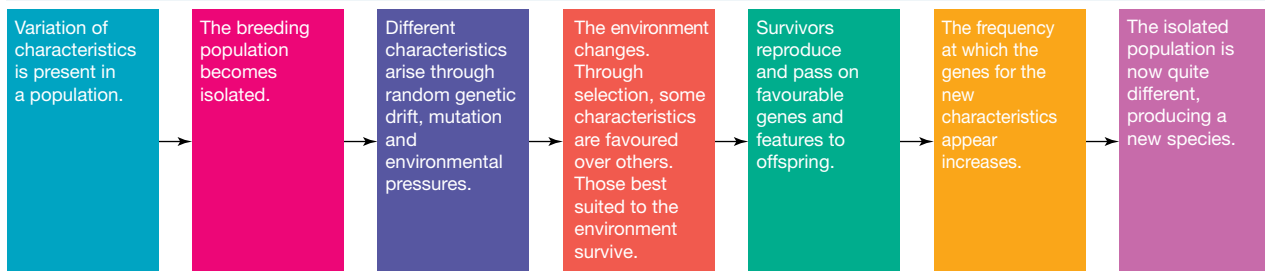 Variation of
characteristics
is present in
a population.
The breeding
population
becomes
isolated.
Different
characteristics
arise through
random genetic
drift, mutation
and
environmental
pressures.
The environment
changes.
Through
selection, some
characteristics
are favoured
over others.
Those best
suited to the
environment
survive.
Survivors
reproduce
and pass on
favourable
genes and
features to
offspring.
The frequency
at which the
genes for the
new
characteristics
appear
increases.
The isolated
population is
now quite
different,
producing a
new species.